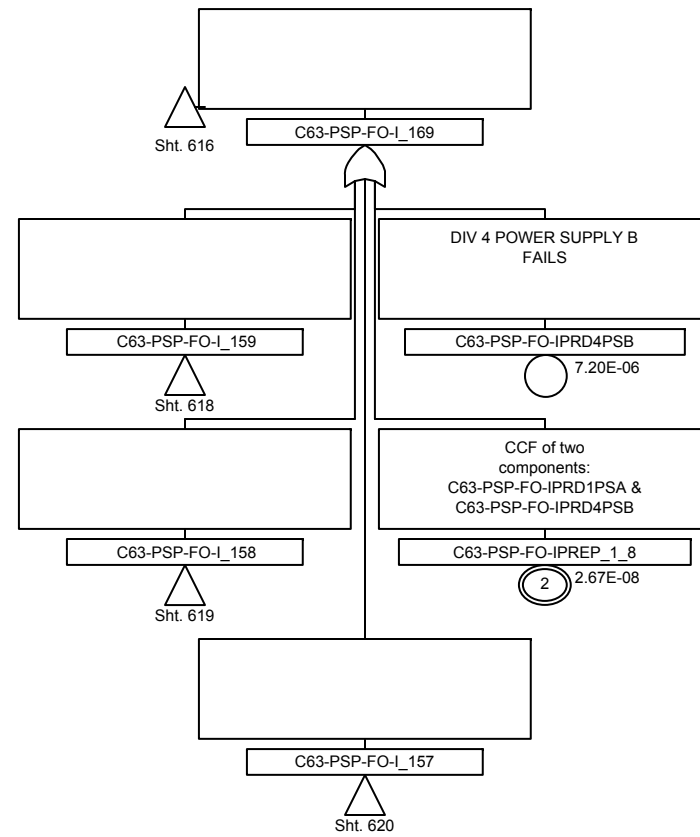 C63-PSP-FO-I_169
Sht. 616
C63-PSP-FO-I_159
Sht. 618
DIV 4 POWER SUPPLY B
FAILS
C63-PSP-FO-IPRD4PSB
7.20E-06
C63-PSP-FO-I_158
Sht. 619
CCF of two
components:
C63-PSP-FO-IPRD1PSA &
C63-PSP-FO-IPRD4PSB
C63-PSP-FO-IPREP_1_8
2
2.67E-08
C63-PSP-FO-I_157
Sht. 620